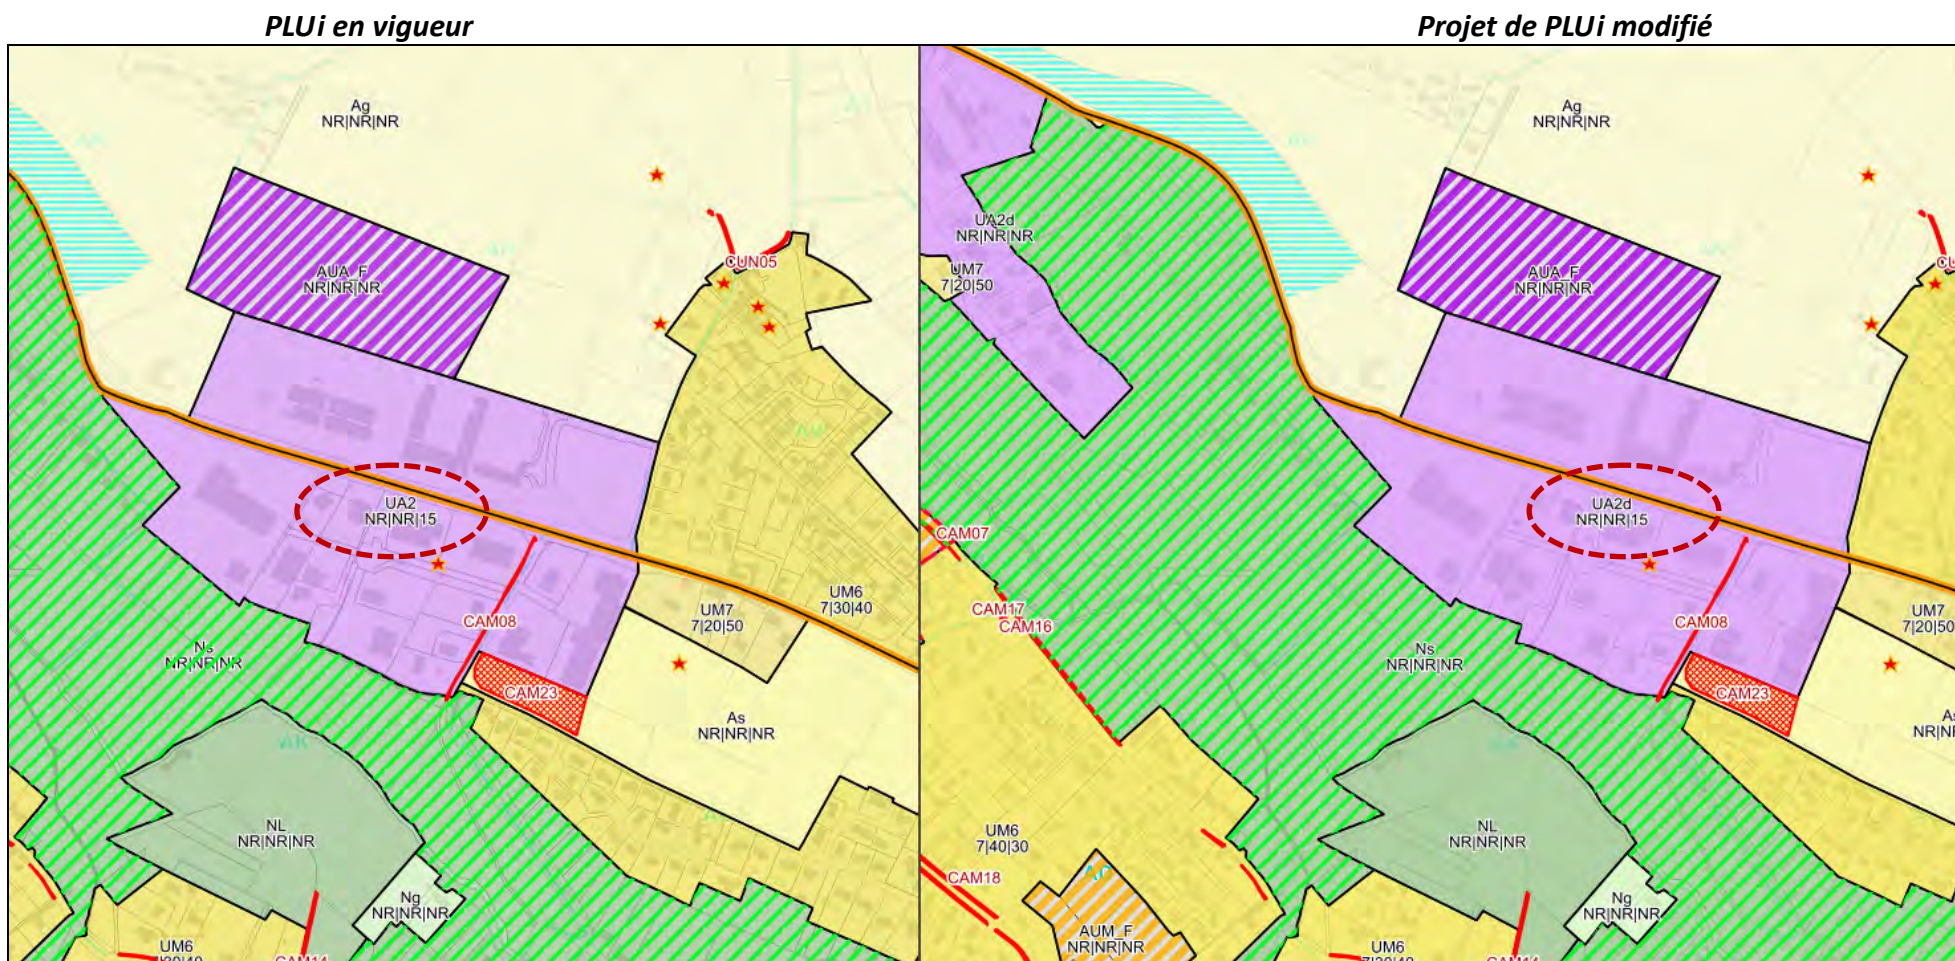 PLUi en vigueur
Ag
NR|NR|NR
CUN05
AUA_F
NR|NR|NR
UA2
NR|NR|15
CAM08
UM7
7|20|50
UM6
7|30|40
Ns
NR|NR|NR
CAM23
As
NR|NR|NR
NL
NR|NR|NR
Ng
NR|NR|NR
UM6
CAM14
Projet de PLUi modifié
Ag
NR|NR|NR
UA2d
NR|NR|NR
UM7
7|20|50
AUA_F
NR|NR|NR
UA2d
NR|NR|15
CAM07
CAM17
CAM16
CAM08
UM7
7|20|50
Ns
NR|NR|NR
CAM23
UM6
7|40|30
NL
NR|NR|NR
CAM18
Ng
NR|NR|NR
AUM_F
NR|NR|NR
UM6
CAM14